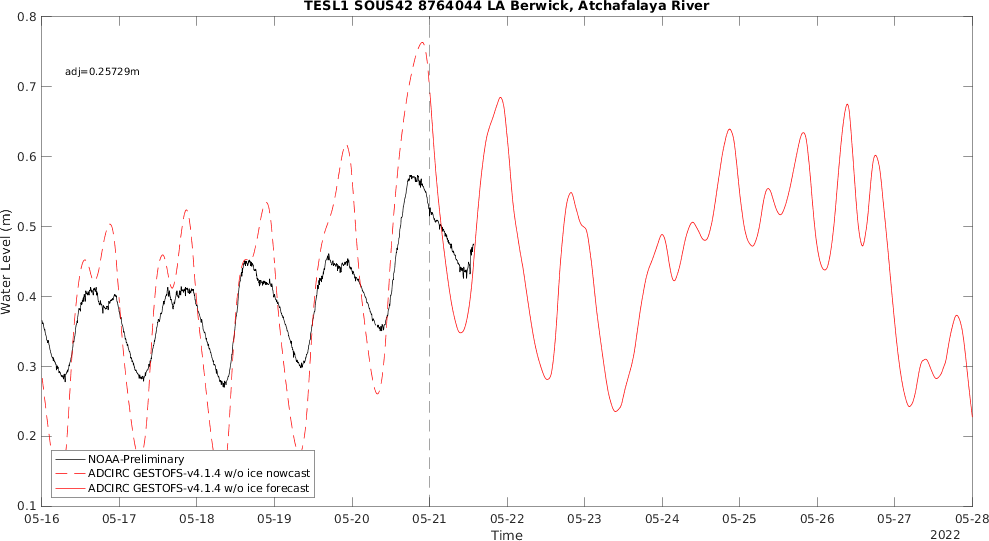 TESL1 SOUS42 8764044 LA Berwick, Atchafalaya River
0.8
0.7
0.6
0.5
0.4
0.3
0.2
0.1
Water Level (m)
adj=0.25729m
NOAA-Preliminary
ADCIRC GESTOFS-v4.1.4 w/o ice nowcast
ADCIRC GESTOFS-v4.1.4 w/o ice forecast
05-16 05-17 05-18 05-19 05-20 05-21 05-22 05-23 05-24 05-25 05-26 05-27 05-28
Time
2022